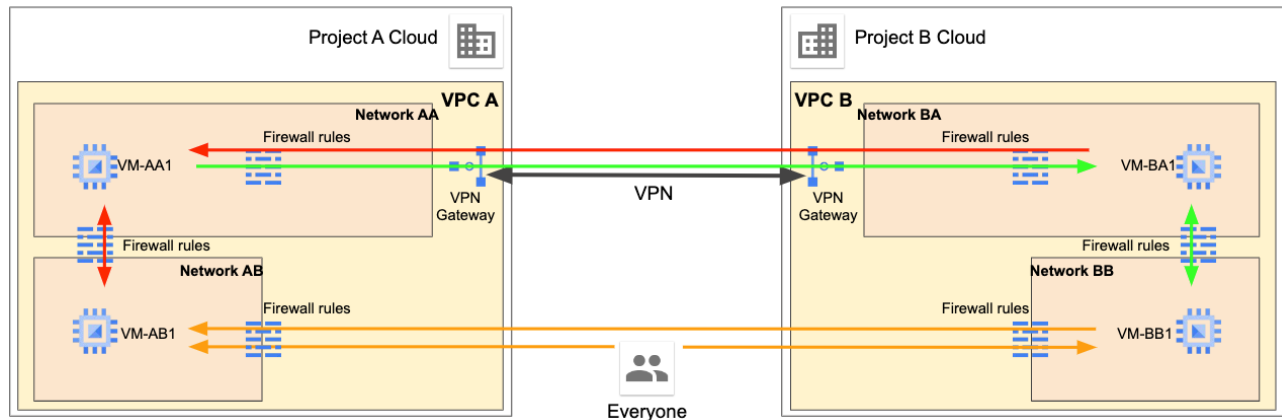 Project A Cloud
Project B Cloud
VPC A
VPC B
Network AA
Network BA
Firewall rules
Firewall rules
VM-AA1
VM-BA1
VPN
Gateway
VPN
VPN
Gateway
Firewall rules
Firewall rules
Network AB
Network BB
Firewall rules
Firewall rules
VM-AB1
VM-BB1
Everyone